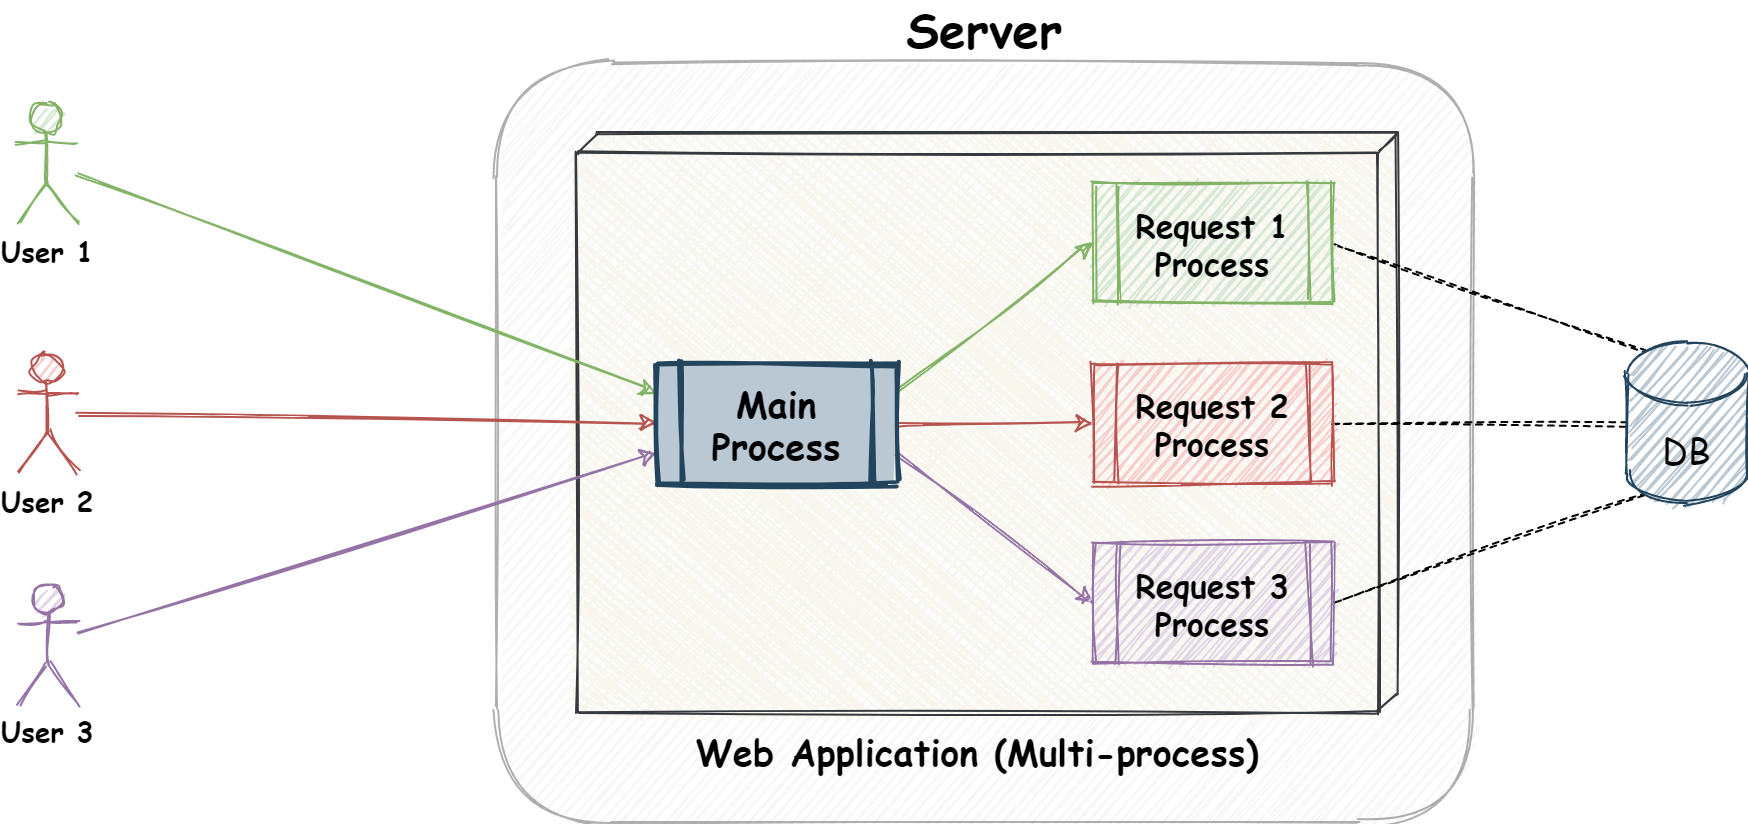 Server
User 1
Request 1
Process
Main
Process
User 2
Request 2
Process
DB
User 3
Request 3
Process
Web Application (Multi-process)